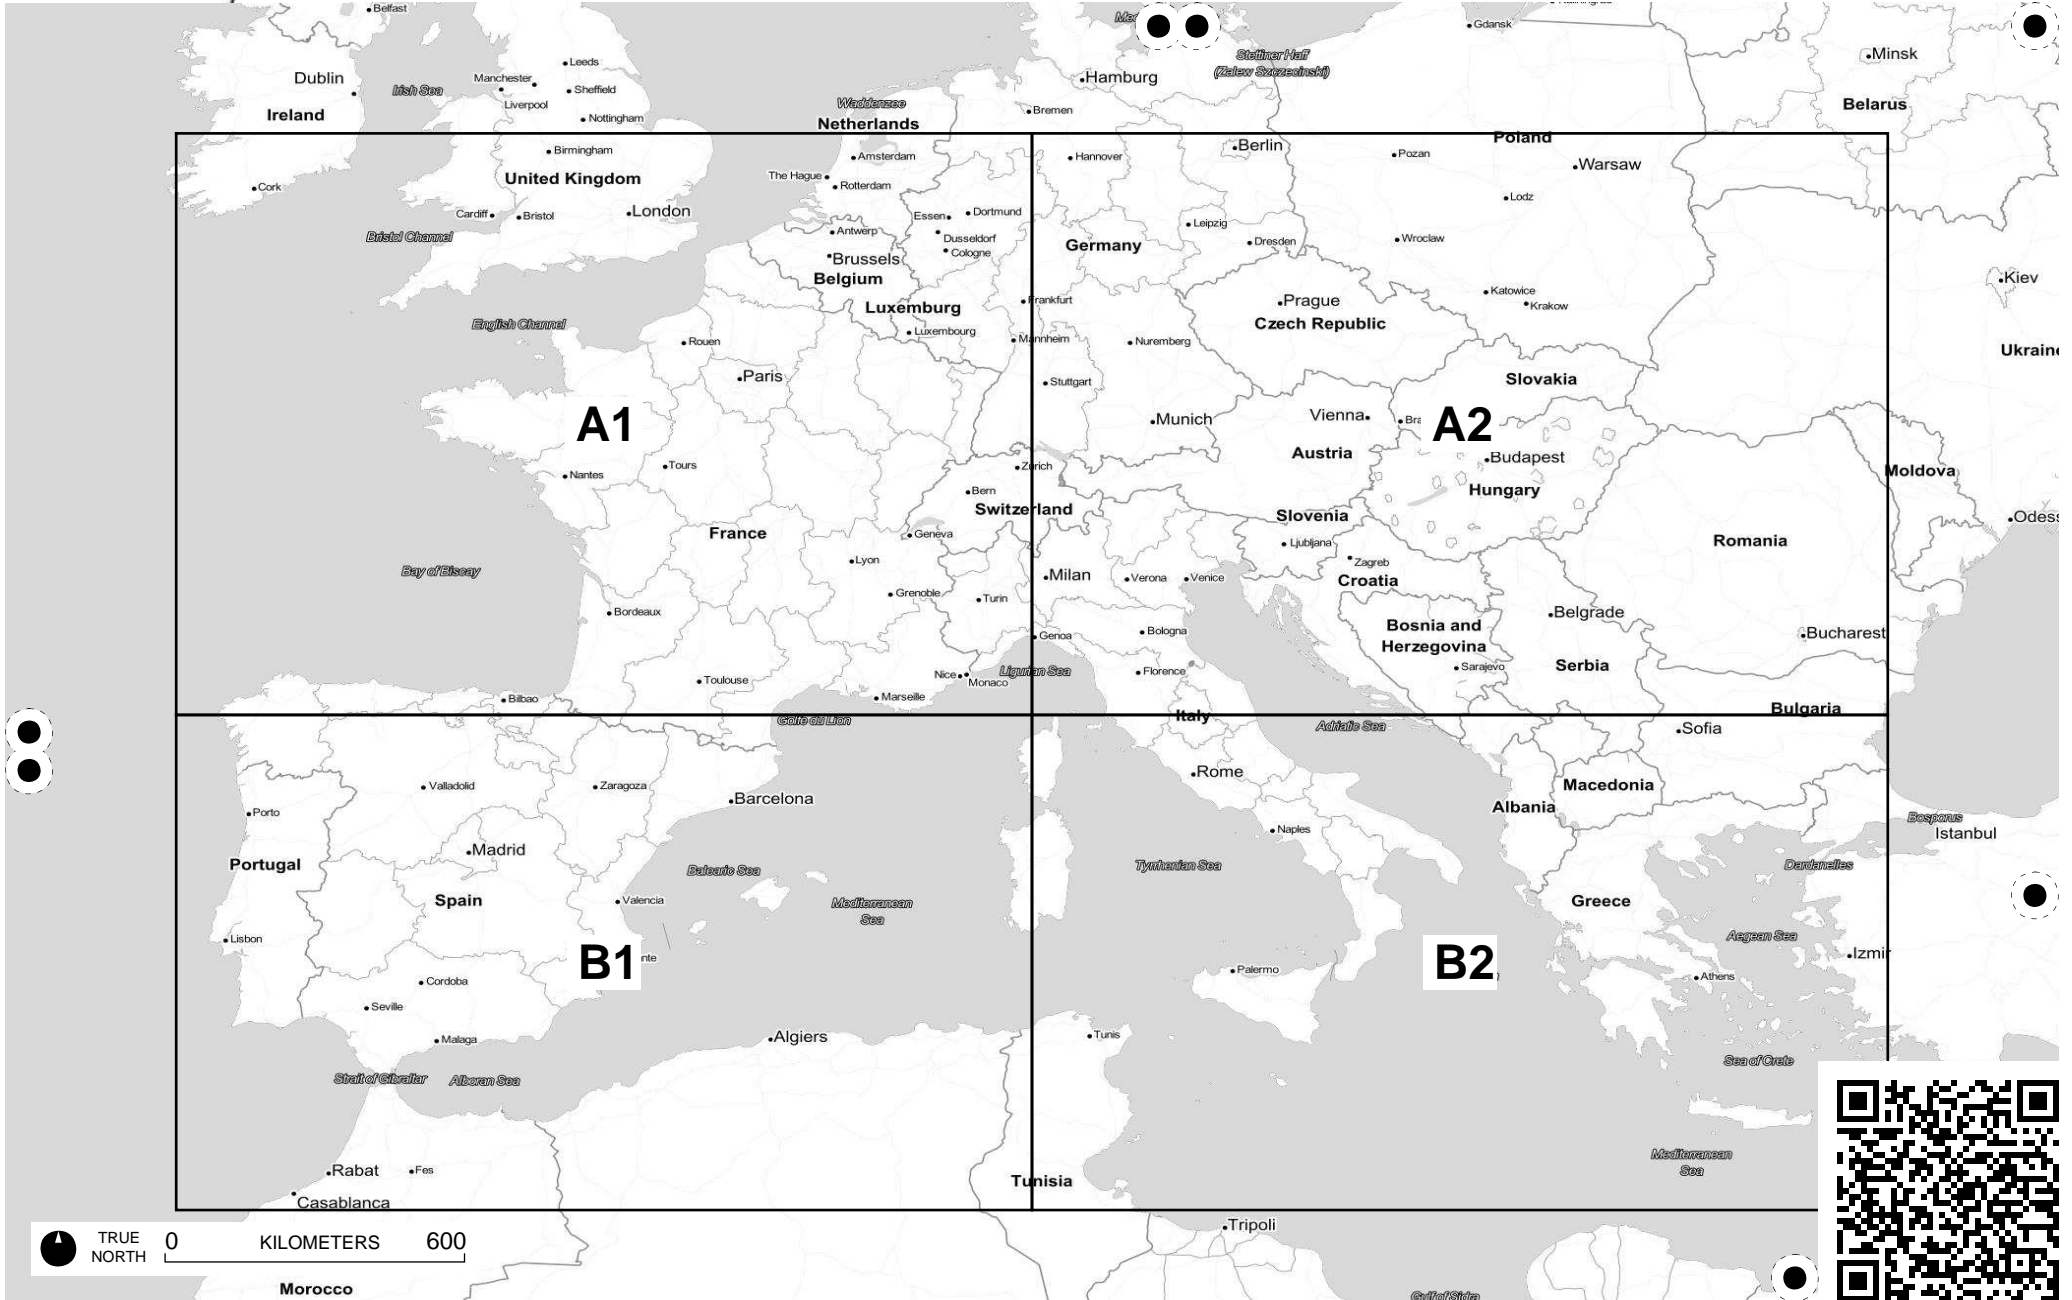 Belfast
Gdansk
Minsk
Stettiner Haff
(Zalew Szczecinski)
Leeds
Dublin
Manchester
Hamburg
Irish Sea
Sheffield
Liverpool
Waddenzee
Bremen
Belarus
Ireland
Nottingham
Netherlands
Poland
Birmingham
Amsterdam
Hannover
Berlin
Pozan
Warsaw
United Kingdom
The Hague
Rotterdam
Cork
Lodz
London
Cardiff
Bristol
Essen
Dortmund
Leipzig
Bristol Channel
Antwerp
Dusseldorf
Germany
Dresden
Wroclaw
Cologne
Brussels
Belgium
Kiev
Katowice
Luxemburg
Frankfurt
Prague
Krakow
English Channel
Luxembourg
Czech Republic
Rouen
Mannheim
Nuremberg
Ukraine
Paris
Stuttgart
Slovakia
A1
Munich
Vienna
Bra
A2
Austria
Budapest
Tours
Zurich
Moldova
Nantes
Bern
Hungary
Switzerland
Slovenia
Odess
France
Geneva
Ljubljana
Romania
Lyon
Zagreb
Bay of Biscay
Milan
Verona
Venice
Croatia
Grenoble
Turin
Bordeaux
Belgrade
Bosnia and
Herzegovina
Genoa
Bologna
Bucharest
Ligurian Sea
Florence
Sarajevo
Serbia
Toulouse
Nice
Monaco
Bilbao
Marseille
Bulgaria
Golfe du Lion
Italy
Adriatic Sea
Sofia
Rome
Valladolid
Zaragoza
Macedonia
Barcelona
Albania
Porto
Bosporus
Naples
Istanbul
Madrid
Portugal
Balearic Sea
Tyrrhenian Sea
Dardanelles
Spain
Valencia
Mediterranean
Sea
Greece
Lisbon
Aegean Sea
B1
nte
B2
Izmir
Palermo
Athens
Cordoba
Seville
Malaga
Algiers
Tunis
Strait of Gibraltar
Alboran Sea
Sea of Crete
Mediterranean
Sea
Rabat
Fes
Tunisia
Casablanca
Tripoli
TRUE
NORTH
0
KILOMETERS
600
Morocco
Gulf of Sidra